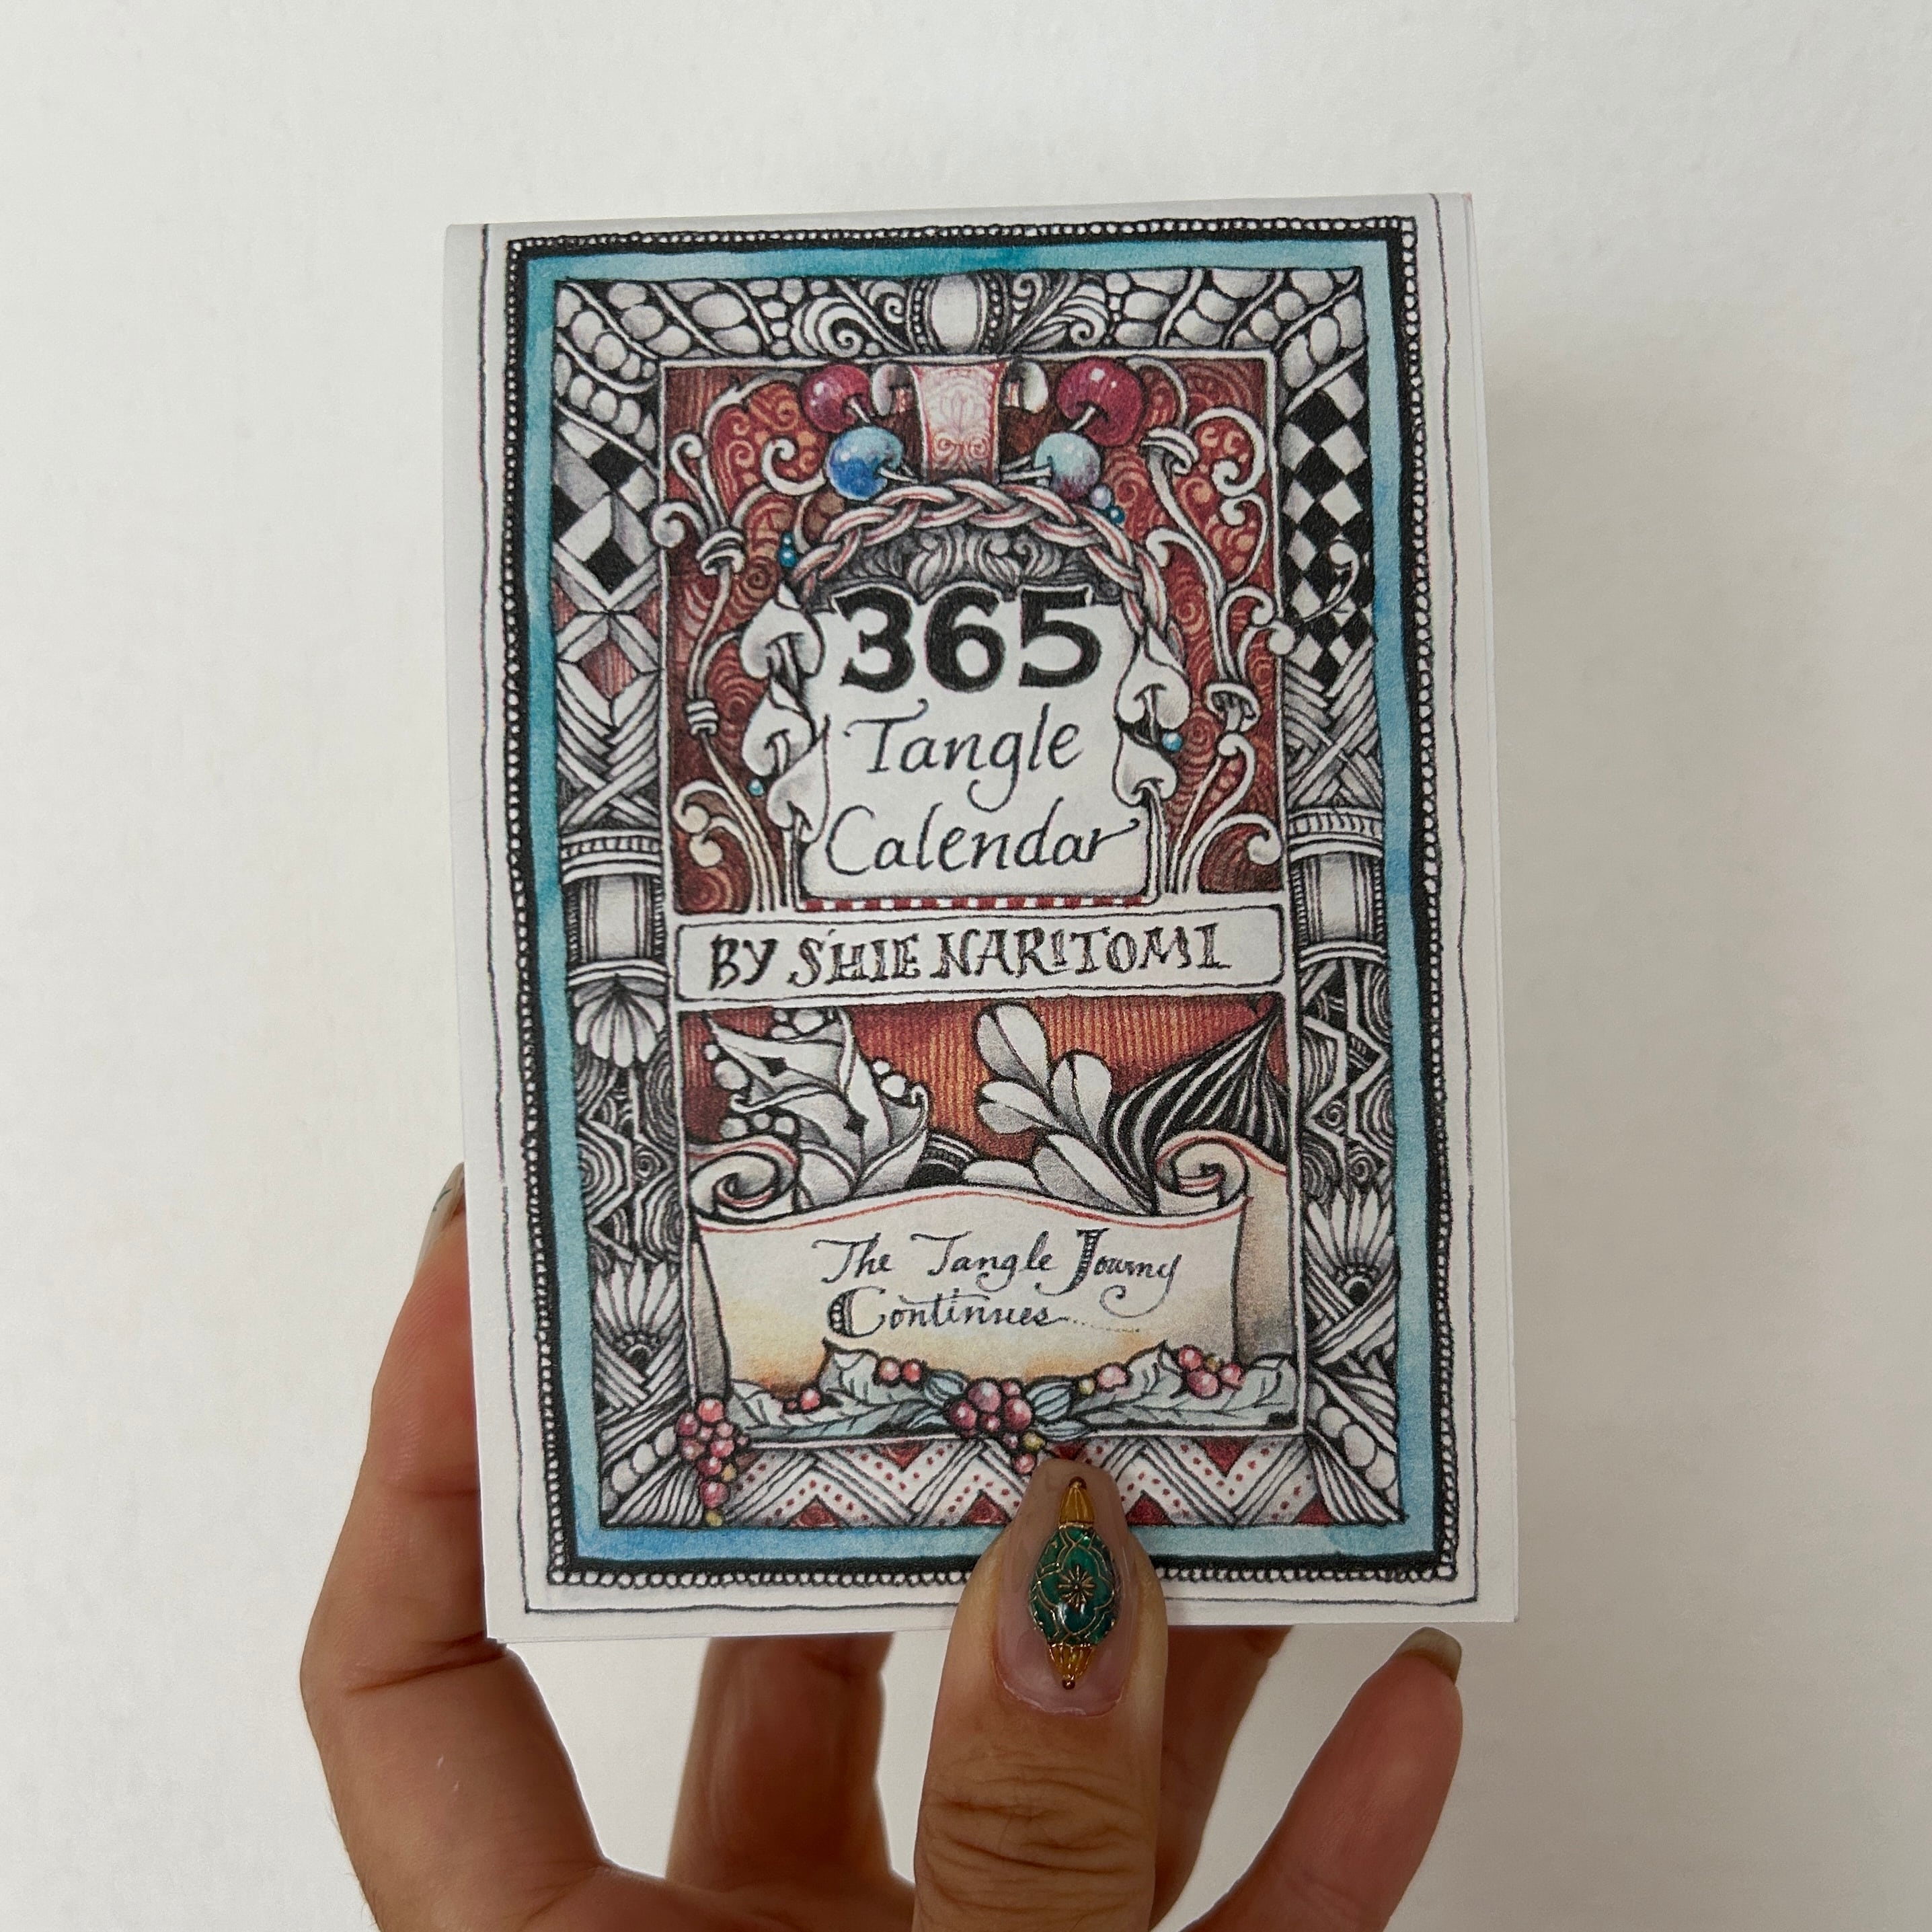 365
Tangle
Calendar
BY SHIE NARITOMI
The Tangle Journy
Continues........